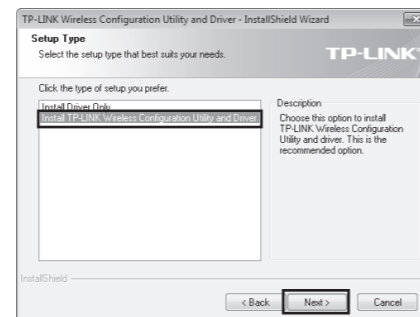 TP-LINK Wireless Configuration Utility and Driver - InstallShield Wizard
Setup Type
Select the setup type that best suits your needs.
TP-LINK
Click the type of setup you prefer.
Install Driver Only
Install TP-LINK Wireless Configuration Utility and Driver
Description
Choose this option to install
TP-LINK Wireless Configuration
Utility and driver. This is the
recommended option.
InstallShield
< Back
Next >
Cancel